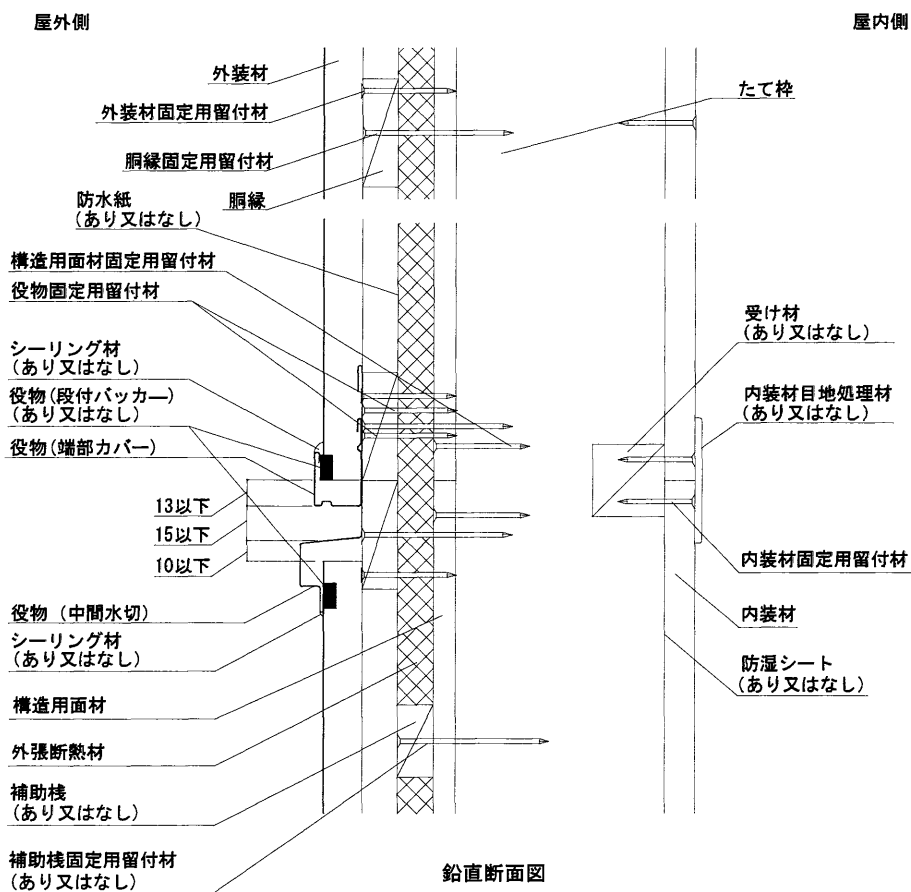 屋外側
屋内側
外装材
外装材固定用留付材
胴縁固定用留付材
胴縁
防水紙
(あり又はなし)
構造用面材固定用留付材
役物固定用留付材
シーリング材
(あり又はなし)
役物(段付バッカー)
(あり又はなし)
役物(端部カバー)
13以下
15以下
10以下
役物(中間水切)
シーリング材
(あり又はなし)
構造用面材
外張断熱材
補助桟
(あり又はなし)
補助桟固定用留付材
(あり又はなし)
たて枠
受け材
(あり又はなし)
内装材目地処理材
(あり又はなし)
内装材固定用留付材
内装材
防湿シート
(あり又はなし)
鉛直断面図